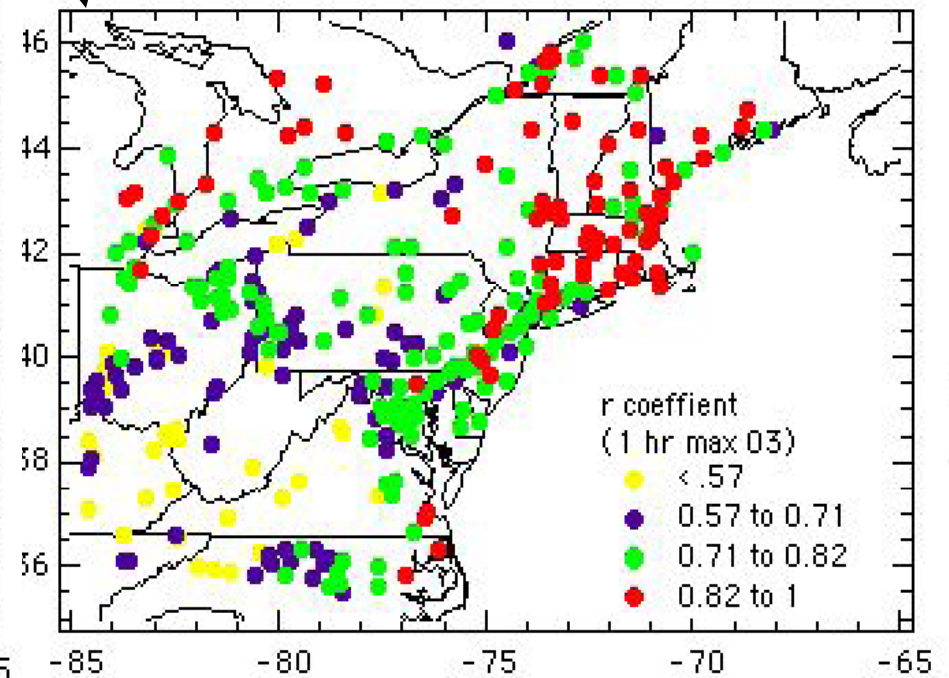 46
44
42
40
38
36
r coeffient
(1 hr max O3)
< .57
0.57 to 0.71
0.71 to 0.82
0.82 to 1
-85 -80 -75 -70 -65